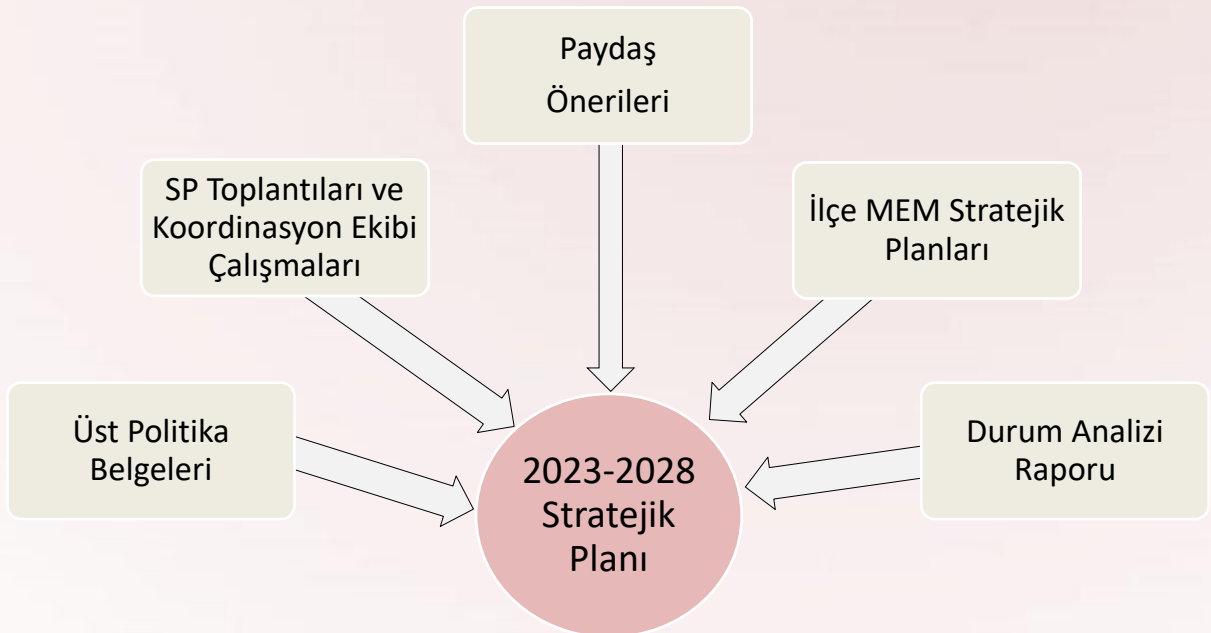 Paydaş
Önerileri
SP Toplantıları ve
Koordinasyon Ekibi
Çalışmaları
İlçe MEM Stratejik
Planları
Üst Politika
Belgeleri
Durum Analizi
Raporu
2023-2028
Stratejik
Planı